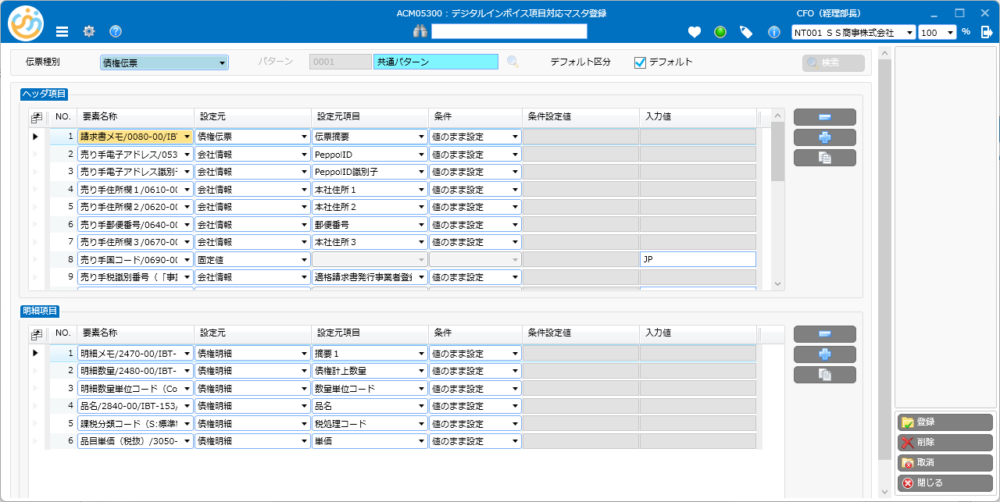 ACM05300：デジタルインボイス項目対応マスタ登録
CFO（経理部長）
NT001 ＳＳ商事株式会社 100 %
伝票種別 債権伝票 パターン 0001 共通パターン デフォルト区分 デフォルト 検索
ヘッダ項目
NO. 要素名称 設定元 設定元項目 条件 条件設定値 入力値
1 請求書メモ/0080-00/IBT 債権伝票 伝票摘要 値のまま設定
2 売り手電子アドレス/053 会社情報 PeppolID 値のまま設定
3 売り手電子アドレス識別子 会社情報 PeppolID識別子 値のまま設定
4 売り手住所欄１/0610-00 会社情報 本社住所１ 値のまま設定
5 売り手住所欄２/0620-00 会社情報 本社住所２ 値のまま設定
6 売り手郵便番号/0640-00 会社情報 郵便番号 値のまま設定
7 売り手住所欄３/0670-00 会社情報 本社住所３ 値のまま設定
8 売り手国コード/0690-00 固定値 JP
9 売り手税識別番号（「事業 会社情報 適格請求書発行事業者登録 値のまま設定
明細項目
NO. 要素名称 設定元 設定元項目 条件 条件設定値 入力値
1 明細メモ/2470-00/IBT- 債権明細 摘要１ 値のまま設定
2 明細数量/2480-00/IBT- 債権明細 債権計上数量 値のまま設定
3 明細数量単位コード（Co 債権明細 数量単位コード 値のまま設定
4 品名/2840-00/IBT-153/ 債権明細 品名 値のまま設定
5 課税分類コード（S:標準税 債権明細 税処理コード 値のまま設定
6 品目単価（税抜）/3050- 債権明細 単価 値のまま設定
登録
削除
取消
閉じる